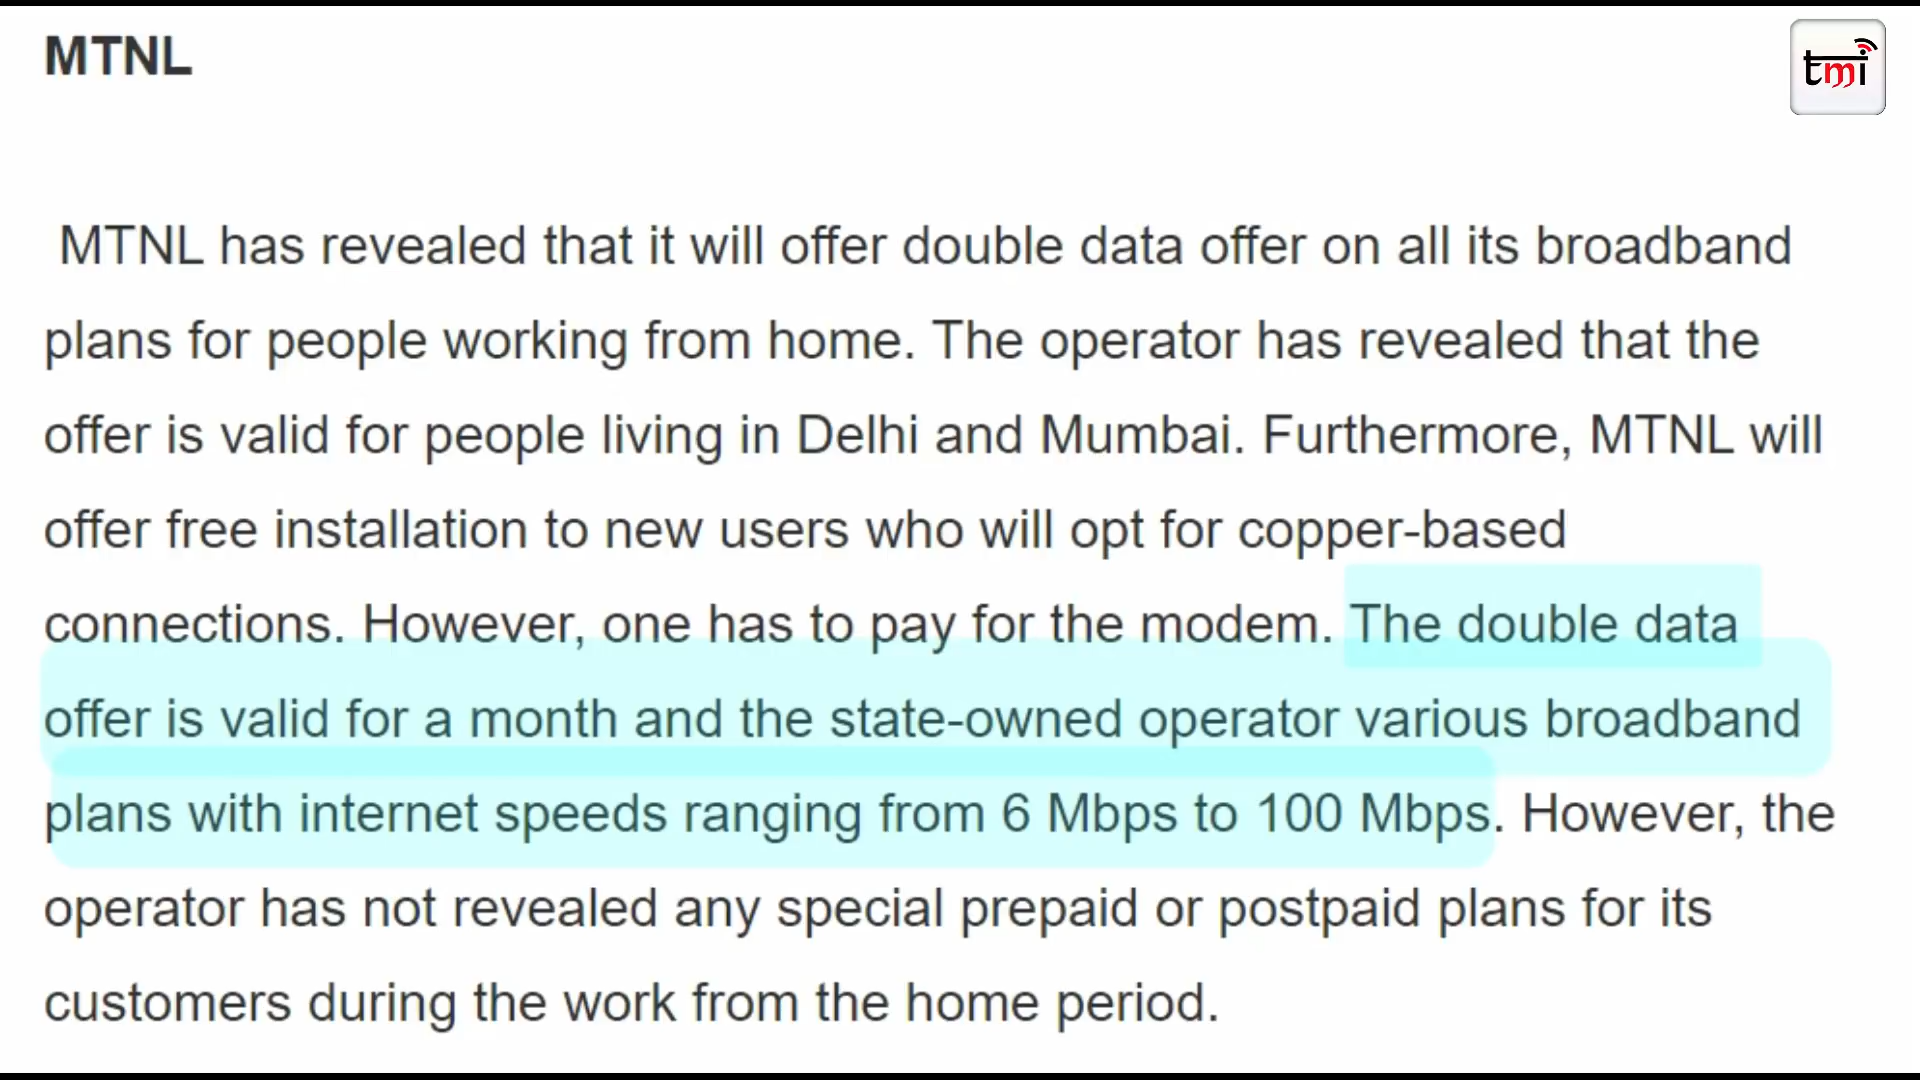 MTNL
tmi
MTNL has revealed that it will offer double data offer on all its broadband
plans for people working from home. The operator has revealed that the
offer is valid for people living in Delhi and Mumbai. Furthermore, MTNL will
offer free installation to new users who will opt for copper-based
connections. However, one has to pay for the modem. The double data
offer is valid for a month and the state-owned operator various broadband
plans with internet speeds ranging from 6 Mbps to 100 Mbps. However, the
operator has not revealed any special prepaid or postpaid plans for its
customers during the work from the home period.